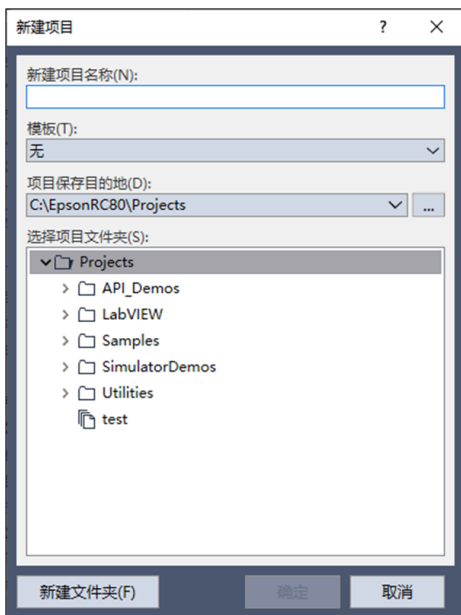 新建项目
?
新建项目名称(N):
模板(T):
无
项目保存目的地(D):
C:\EpsonRC80\Projects
...
选择项目文件夹(S):
Projects
API_Demos
LabVIEW
Samples
SimulatorDemos
Utilities
test
新建文件夹(F)
确定
取消